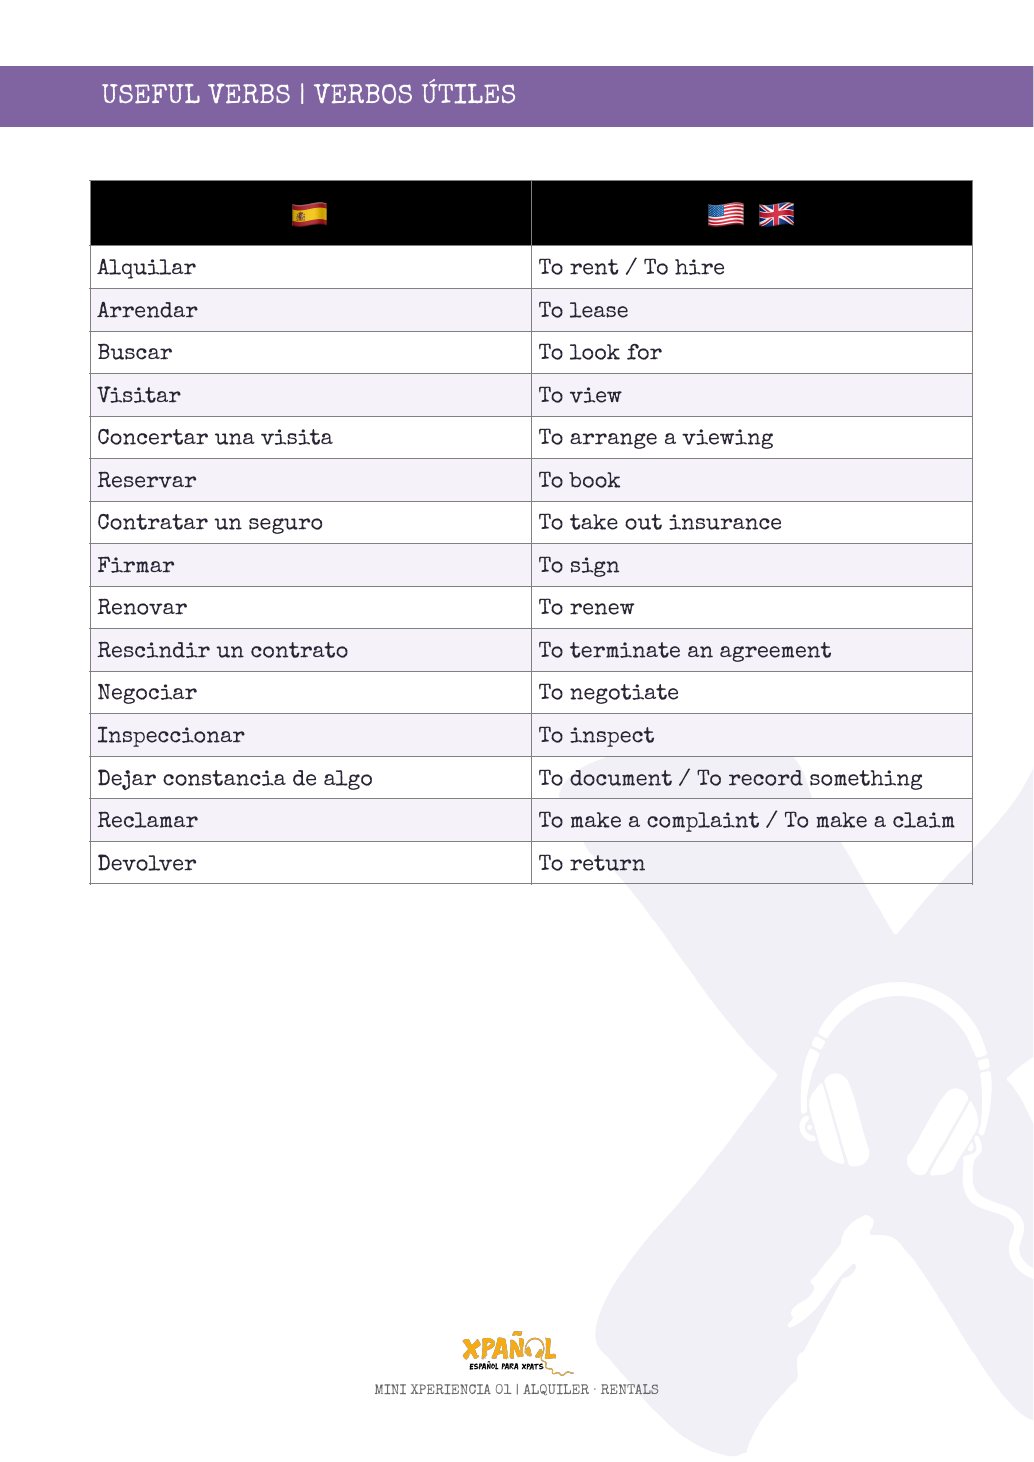 USEFUL VERBS | VERBOS ÚTILES
Alquilar To rent / To hire
Arrendar To lease
Buscar To look for
Visitar To view
Concertar una visita To arrange a viewing
Reservar To book
Contratar un seguro To take out insurance
Firmar To sign
Renovar To renew
Rescindir un contrato To terminate an agreement
Negociar To negotiate
Inspeccionar To inspect
Dejar constancia de algo To document / To record something
Reclamar To make a complaint / To make a claim
Devolver To return
XPAÑOL
ESPAÑOL PARA XPATS
MINI XPERIENCIA 01 | ALQUILER · RENTALS